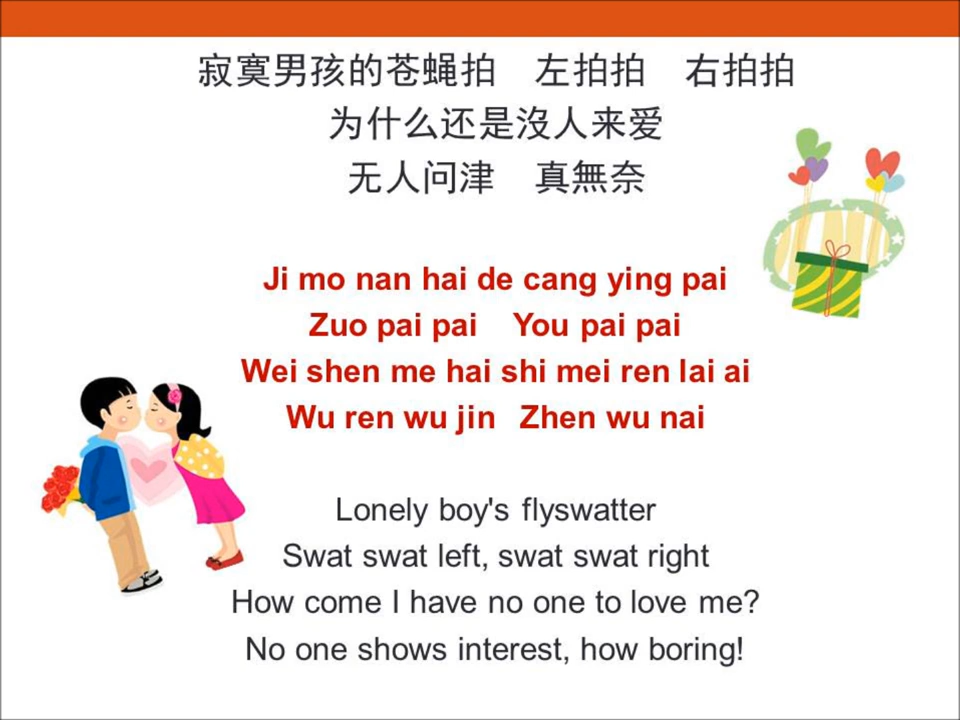 寂寞男孩的苍蝇拍 左拍拍 右拍拍
为什么还是沒人来爱
无人问津 真無奈
Ji mo nan hai de cang ying pai
Zuo pai pai You pai pai
Wei shen me hai shi mei ren lai ai
Wu ren wu jin Zhen wu nai
Lonely boy's flyswatter
Swat swat left, swat swat right
How come I have no one to love me?
No one shows interest, how boring!